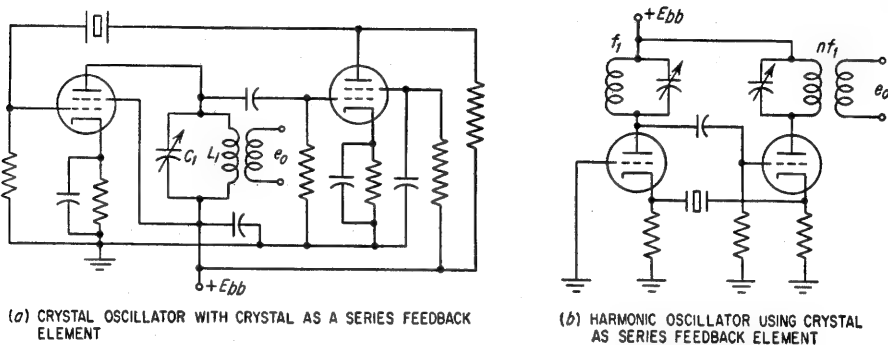 +Ebb
f1
nf1
eo
C1
L1
eo
+Ebb
(a) CRYSTAL OSCILLATOR WITH CRYSTAL AS A SERIES FEEDBACK
ELEMENT
(b) HARMONIC OSCILLATOR USING CRYSTAL
AS SERIES FEEDBACK ELEMENT